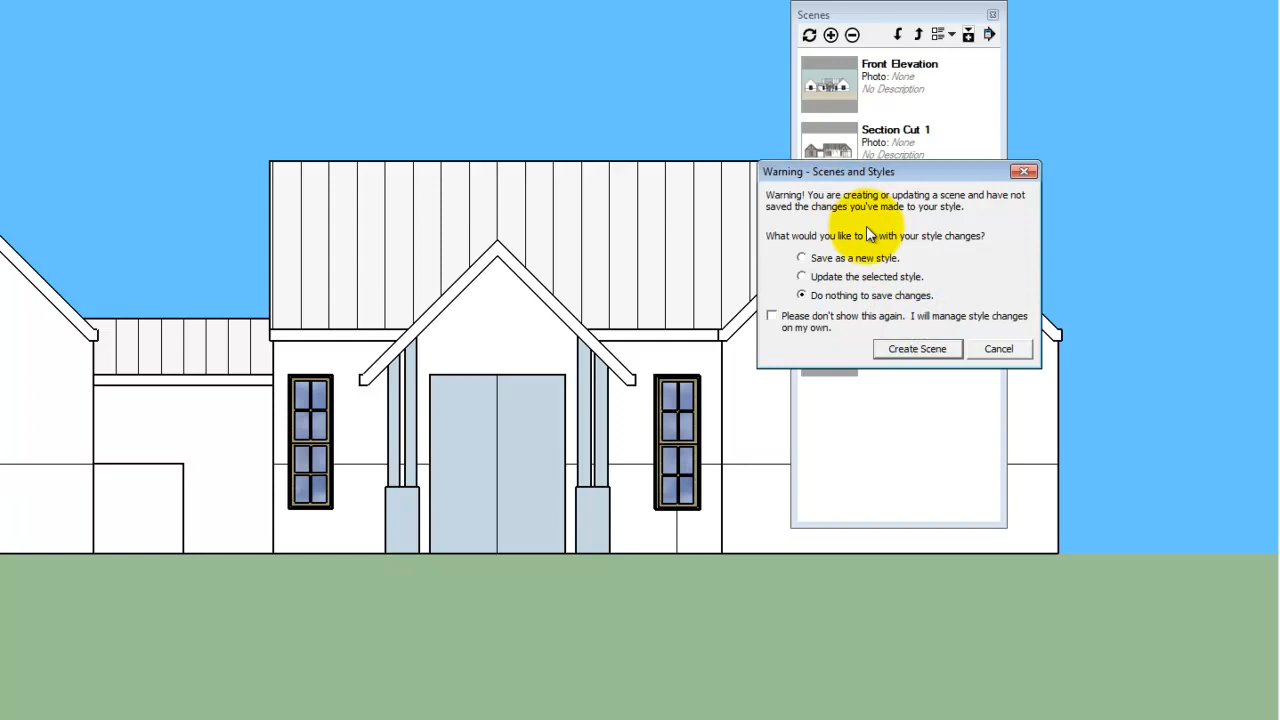 Scenes
Front Elevation
Photo: None
No Description
Section Cut 1
Photo: None
No Description
Warning - Scenes and Styles
Warning! You are creating or updating a scene and have not
saved the changes you've made to your style.
What would you like to with your style changes?
Save as a new style.
Update the selected style.
Do nothing to save changes.
Please don't show this again. I will manage style changes
on my own.
Create Scene
Cancel